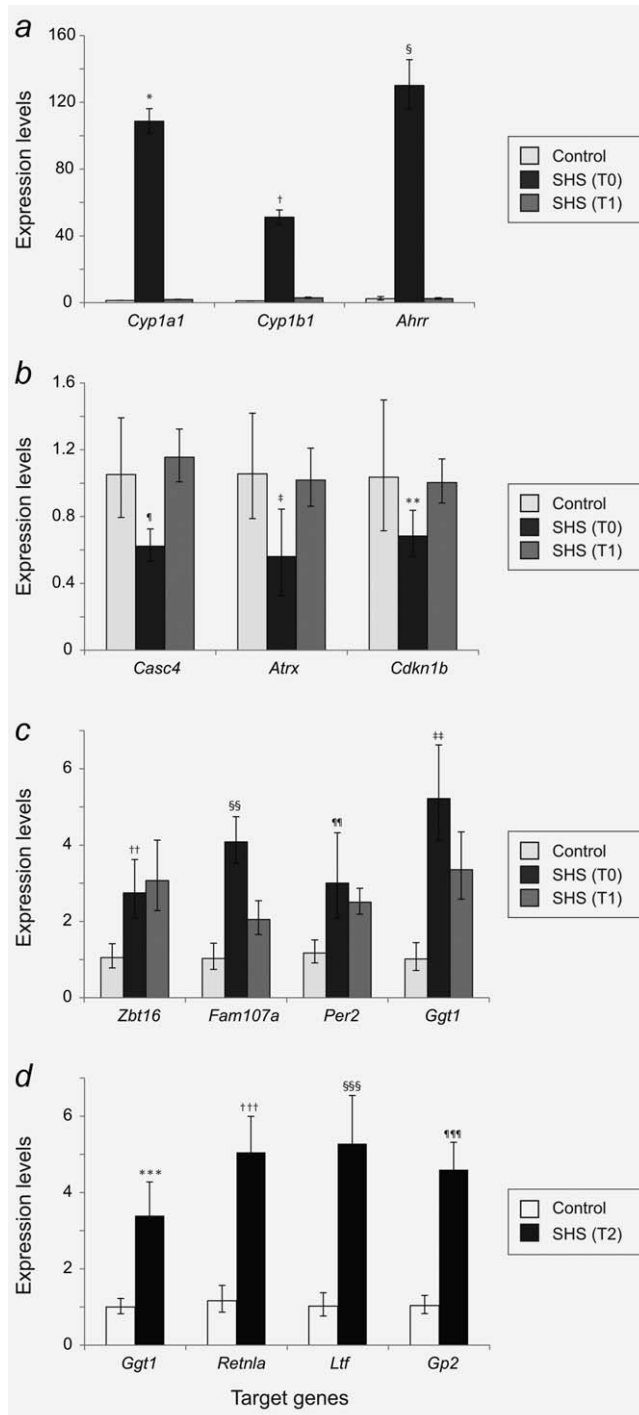 a
160
120
80
40
0
Expression levels
*
†
§
Cyp1a1
Cyp1b1
Ahrr
Control
SHS (T0)
SHS (T1)
b
1.6
1.2
0.8
0.4
0
Expression levels
¶
‡
**
Casc4
Atrx
Cdkn1b
Control
SHS (T0)
SHS (T1)
c
6
4
2
0
Expression levels
††
§§
¶¶
‡‡
Zbt16
Fam107a
Per2
Ggt1
Control
SHS (T0)
SHS (T1)
d
6
4
2
0
Expression levels
***
†††
§§§
¶¶¶
Ggt1
Retnla
Ltf
Gp2
Target genes
Control
SHS (T2)